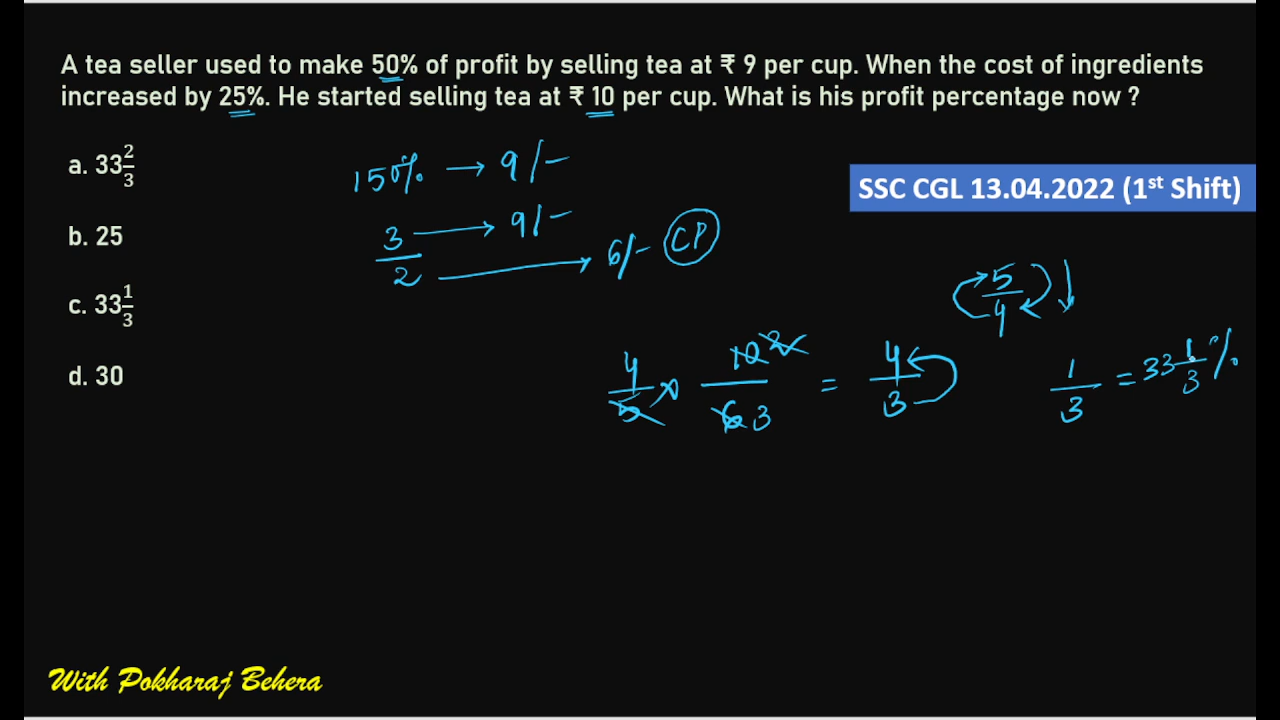 A tea seller used to make 50% of profit by selling tea at ₹ 9 per cup. When the cost of ingredients
increased by 25%. He started selling tea at ₹ 10 per cup. What is his profit percentage now ?
a. 33 2/3
b. 25
c. 33 1/3
d. 30
SSC CGL 13.04.2022 (1st Shift)
150% → 9/-
3 → 9/-
2 → 6/- CP
5/4
4/5 × 10 2/6 3 = 4/3
1/3 = 33 1/3 %
With Pokharaj Behera